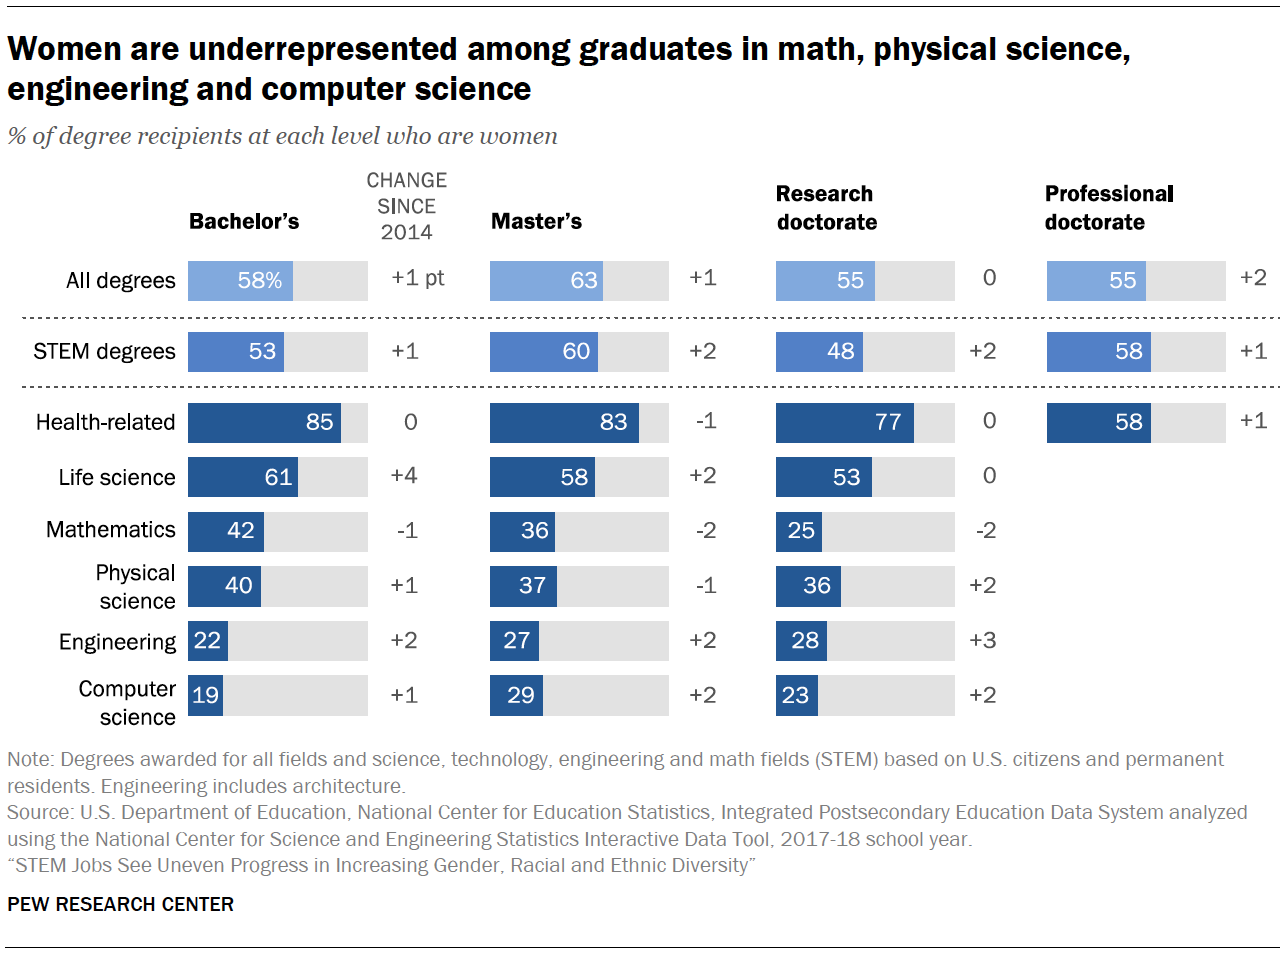 Women are underrepresented among graduates in math, physical science,
engineering and computer science
% of degree recipients at each level who are women
Bachelor's
CHANGE
SINCE
2014
Master's
Research
doctorate
Professional
doctorate
All degrees 58% +1 pt 63 +1 55 0 55 +2
STEM degrees 53 +1 60 +2 48 +2 58 +1
Health-related 85 0 83 -1 77 0 58 +1
Life science 61 +4 58 +2 53 0
Mathematics 42 -1 36 -2 25 -2
Physical
science 40 +1 37 -1 36 +2
Engineering 22 +2 27 +2 28 +3
Computer
science 19 +1 29 +2 23 +2
Note: Degrees awarded for all fields and science, technology, engineering and math fields (STEM) based on U.S. citizens and permanent
residents. Engineering includes architecture.
Source: U.S. Department of Education, National Center for Education Statistics, Integrated Postsecondary Education Data System analyzed
using the National Center for Science and Engineering Statistics Interactive Data Tool, 2017-18 school year.
“STEM Jobs See Uneven Progress in Increasing Gender, Racial and Ethnic Diversity”
PEW RESEARCH CENTER